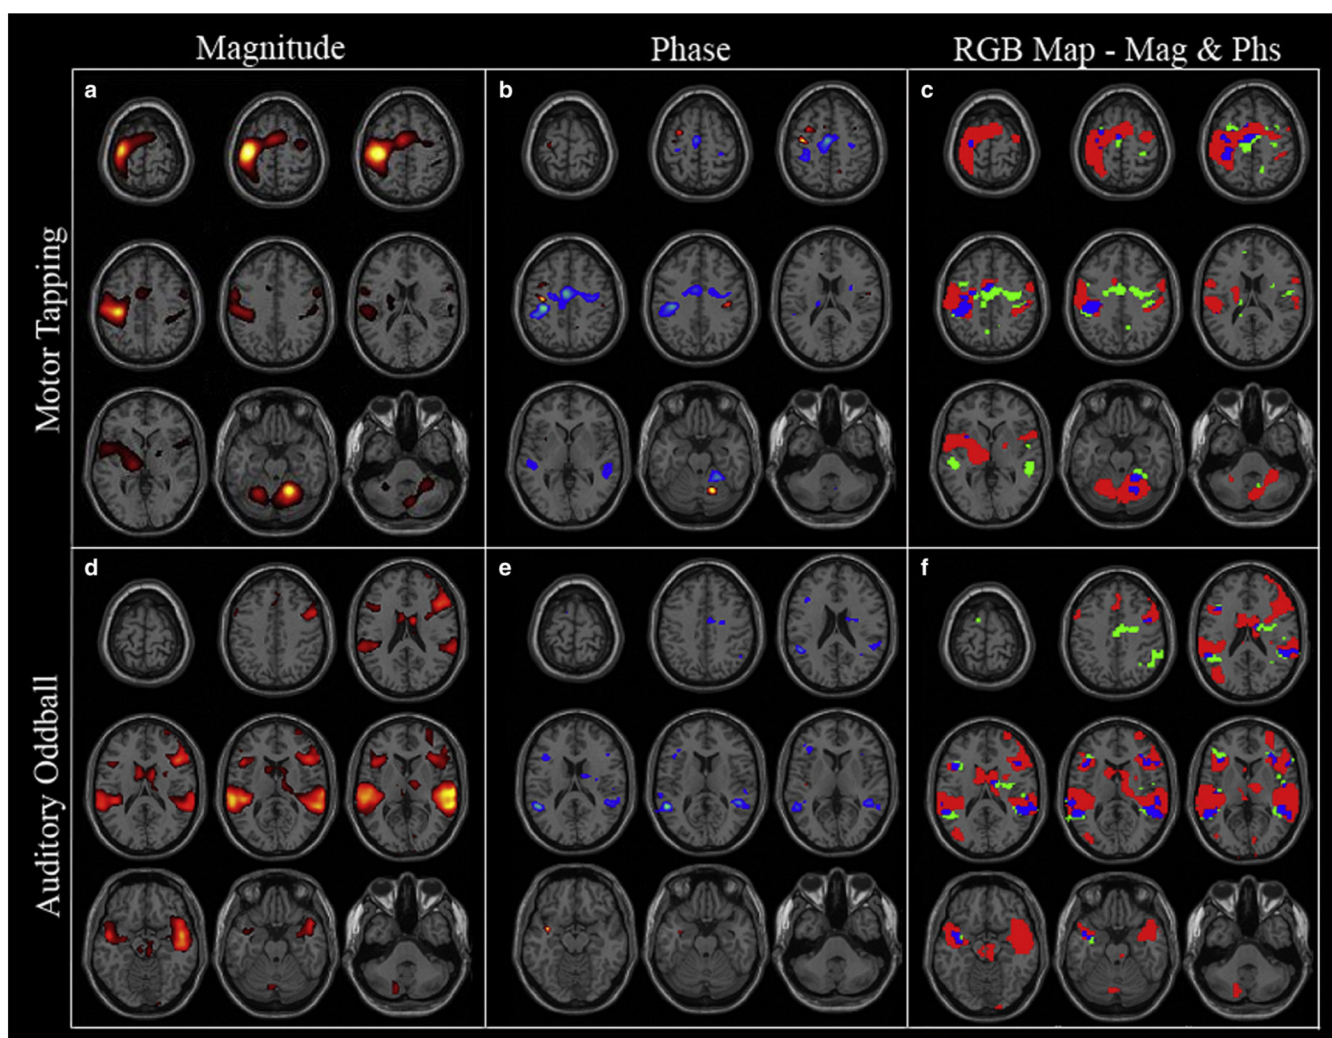 Magnitude
Phase
RGB Map - Mag & Phs
Motor Tapping
a
b
c
Auditory Oddball
d
e
f